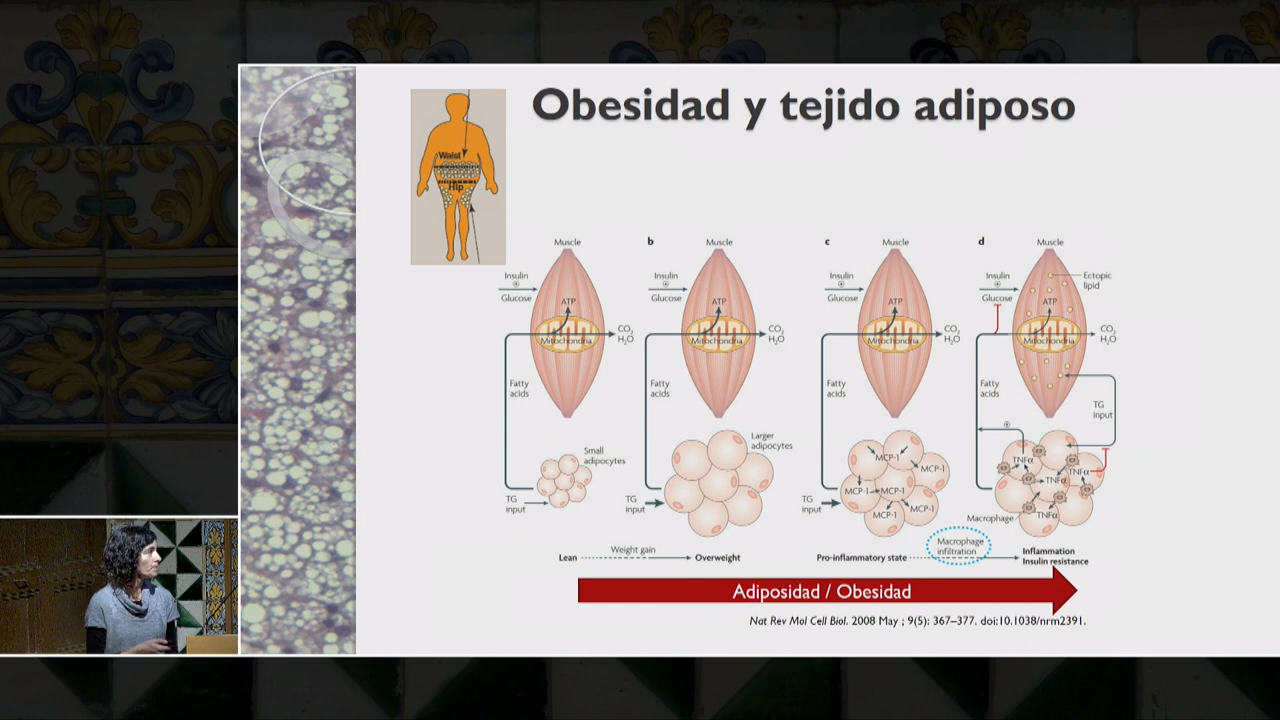 Obesidad y tejido adiposo
Waist
Hip
Muscle
Insulin
⊕
Glucose
ATP
Mitochondria
CO₂
H₂O
Fatty
acids
Small
adipocytes
TG
input
b
Muscle
Insulin
⊕
Glucose
ATP
Mitochondria
CO₂
H₂O
Fatty
acids
Larger
adipocytes
TG
input
c
Muscle
Insulin
⊕
Glucose
ATP
Mitochondria
CO₂
H₂O
Fatty
acids
MCP-1
MCP-1
MCP-1
MCP-1
MCP-1
MCP-1
TG
input
d
Muscle
Insulin
⊕
Glucose
Ectopic
lipid
ATP
Mitochondria
CO₂
H₂O
Fatty
acids
TG
input
⊕
TNFα
TNFα
TNFα
TNFα
Macrophage
Lean
Weight gain
Overweight
Pro-inflammatory state
Macrophage
infiltration
Inflammation
Insulin resistance
Adiposidad / Obesidad
Nat Rev Mol Cell Biol. 2008 May ; 9(5): 367–377. doi:10.1038/nrm2391.